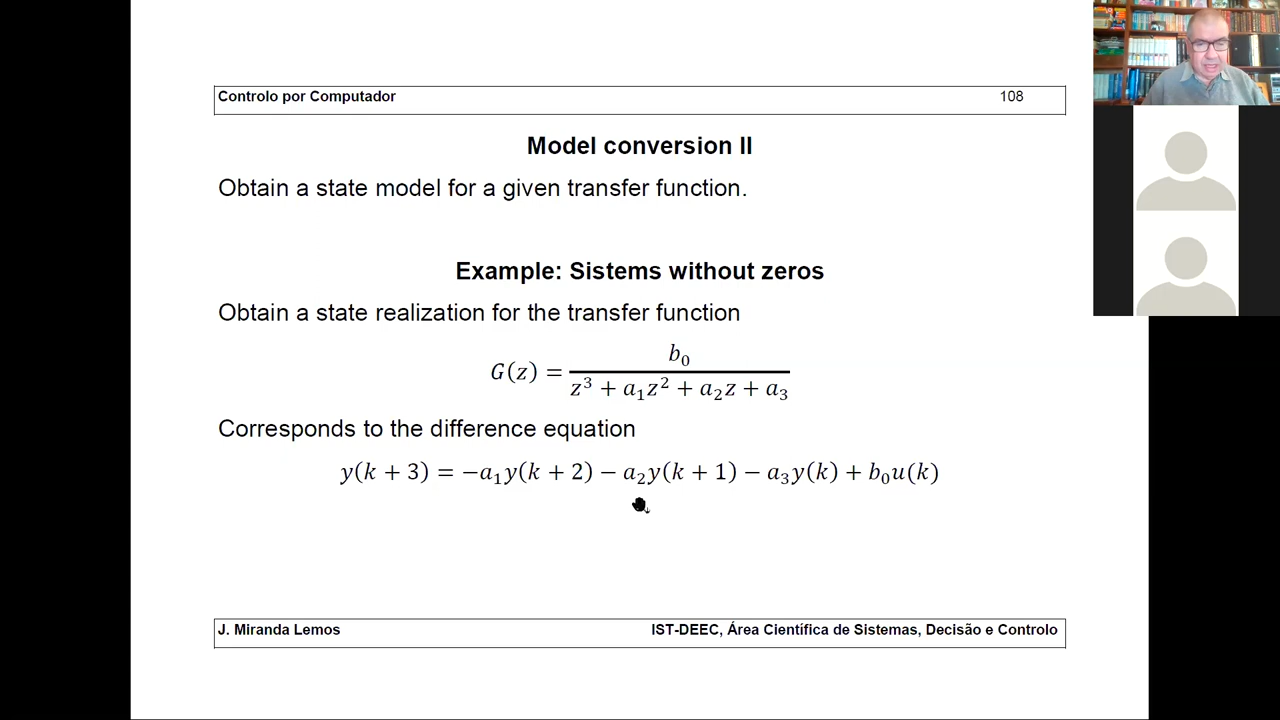 Controlo por Computador 108
Model conversion II
Obtain a state model for a given transfer function.
Example: Sistems without zeros
Obtain a state realization for the transfer function
G(z) = b₀ / (z³ + a₁z² + a₂z + a₃)
Corresponds to the difference equation
y(k + 3) = −a₁y(k + 2) − a₂y(k + 1) − a₃y(k) + b₀u(k)
J. Miranda Lemos IST-DEEC, Área Científica de Sistemas, Decisão e Controlo